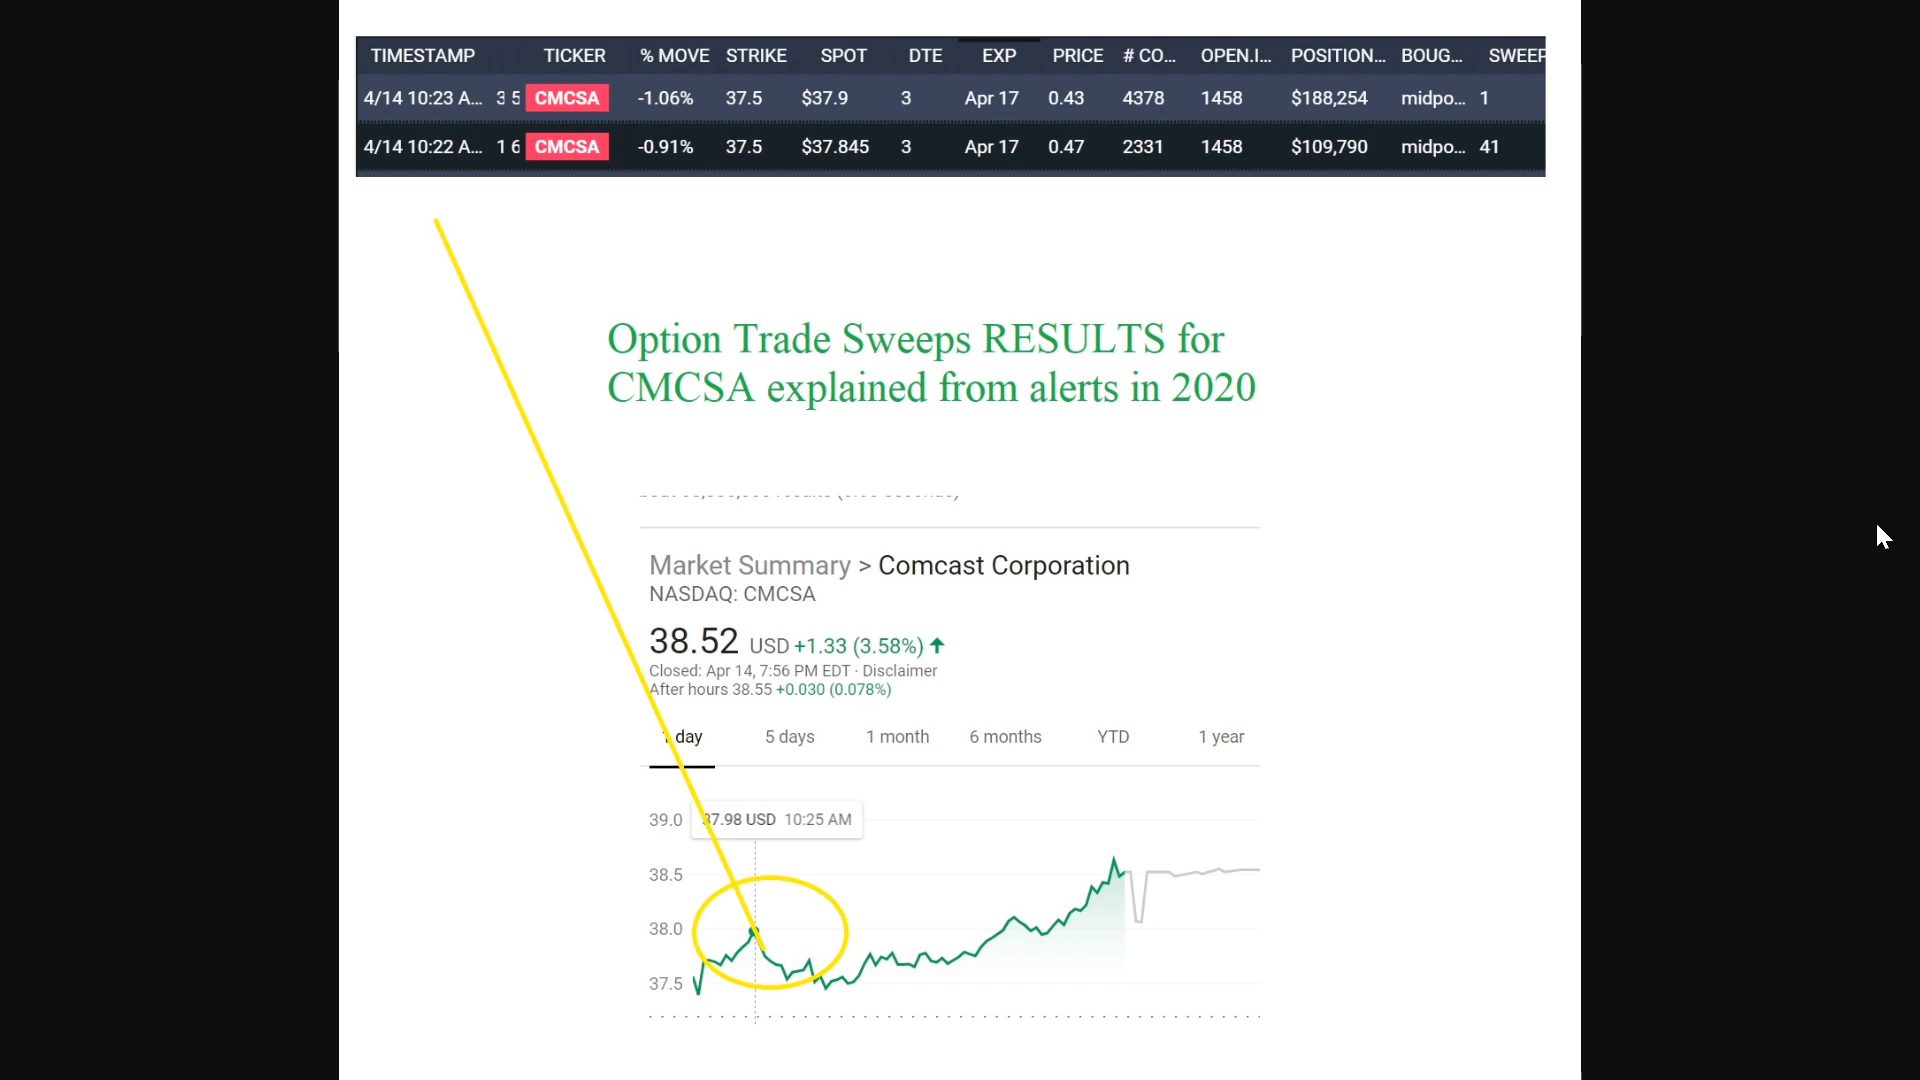 TIMESTAMP TICKER % MOVE STRIKE SPOT DTE EXP PRICE # CO... OPEN.I... POSITION... BOUG... SWEEP
4/14 10:23 A... 3 5 CMCSA -1.06% 37.5 $37.9 3 Apr 17 0.43 4378 1458 $188,254 midpo... 1
4/14 10:22 A... 1 6 CMCSA -0.91% 37.5 $37.845 3 Apr 17 0.47 2331 1458 $109,790 midpo... 41
Option Trade Sweeps RESULTS for
CMCSA explained from alerts in 2020
Market Summary > Comcast Corporation
NASDAQ: CMCSA
38.52 USD +1.33 (3.58%)
Closed: Apr 14, 7:56 PM EDT · Disclaimer
After hours 38.55 +0.030 (0.078%)
1 day 5 days 1 month 6 months YTD 1 year
39.0 37.98 USD 10:25 AM
38.5
38.0
37.5